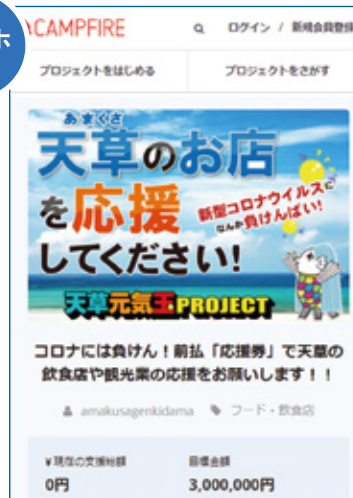 ホ
CAMPFIRE
ログイン / 新規会員登録
プロジェクトをはじめる
プロジェクトをさがす
あまくさ
天草のお店
を応援
新型コロナウイルスに
なんか負けんばい!
してください!
天草元気玉PROJECT
コロナには負けん！前払「応援券」で天草の
飲食店や観光業の応援をお願いします！！
amakusagenkidama
フード・飲食店
¥現在の支援総額
目標金額
0円
3,000,000円